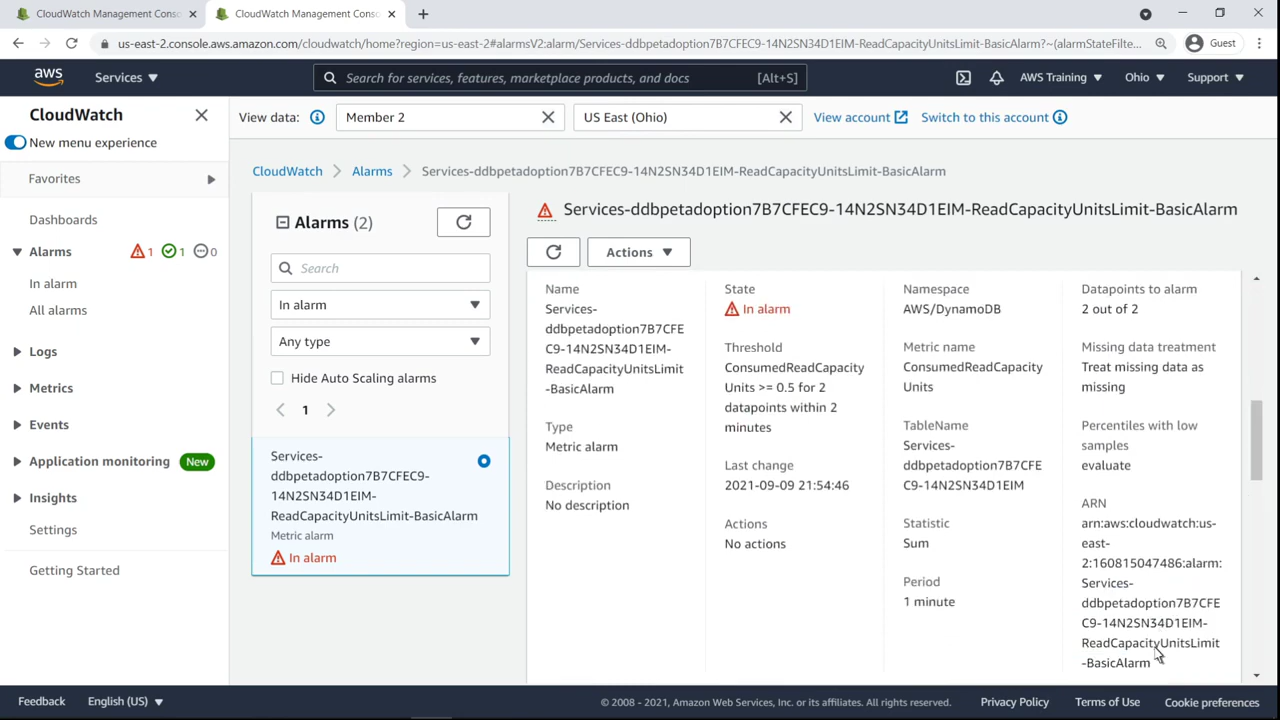 CloudWatch Management Conso
CloudWatch Management Conso
us-east-2.console.aws.amazon.com/cloudwatch/home?region=us-east-2#alarmsV2:alarm/Services-ddbpetadoption7B7CFEC9-14N2SN34D1EIM-ReadCapacityUnitsLimit-BasicAlarm?~(alarmStateFilte...
Guest
aws
Services
Search for services, features, marketplace products, and docs
[Alt+S]
AWS Training
Ohio
Support
CloudWatch
New menu experience
Favorites
Dashboards
Alarms
1
1
0
In alarm
All alarms
Logs
Metrics
Events
Application monitoring
New
Insights
Settings
Getting Started
View data:
Member 2
US East (Ohio)
View account
Switch to this account
CloudWatch
Alarms
Services-ddbpetadoption7B7CFEC9-14N2SN34D1EIM-ReadCapacityUnitsLimit-BasicAlarm
Alarms (2)
Search
In alarm
Any type
Hide Auto Scaling alarms
1
Services-
ddbpetadoption7B7CFEC9-
14N2SN34D1EIM-
ReadCapacityUnitsLimit-BasicAlarm
Metric alarm
In alarm
Services-ddbpetadoption7B7CFEC9-14N2SN34D1EIM-ReadCapacityUnitsLimit-BasicAlarm
Actions
Name
Services-
ddbpetadoption7B7CFE
C9-14N2SN34D1EIM-
ReadCapacityUnitsLimit
-BasicAlarm
Type
Metric alarm
Description
No description
State
In alarm
Threshold
ConsumedReadCapacity
Units >= 0.5 for 2
datapoints within 2
minutes
Last change
2021-09-09 21:54:46
Actions
No actions
Namespace
AWS/DynamoDB
Metric name
ConsumedReadCapacity
Units
TableName
Services-
ddbpetadoption7B7CFE
C9-14N2SN34D1EIM
Statistic
Sum
Period
1 minute
Datapoints to alarm
2 out of 2
Missing data treatment
Treat missing data as
missing
Percentiles with low
samples
evaluate
ARN
arn:aws:cloudwatch:us-
east-
2:160815047486:alarm:
Services-
ddbpetadoption7B7CFE
C9-14N2SN34D1EIM-
ReadCapacityUnitsLimit
-BasicAlarm
Feedback
English (US)
© 2008 - 2021, Amazon Web Services, Inc. or its affiliates. All rights reserved.
Privacy Policy
Terms of Use
Cookie preferences